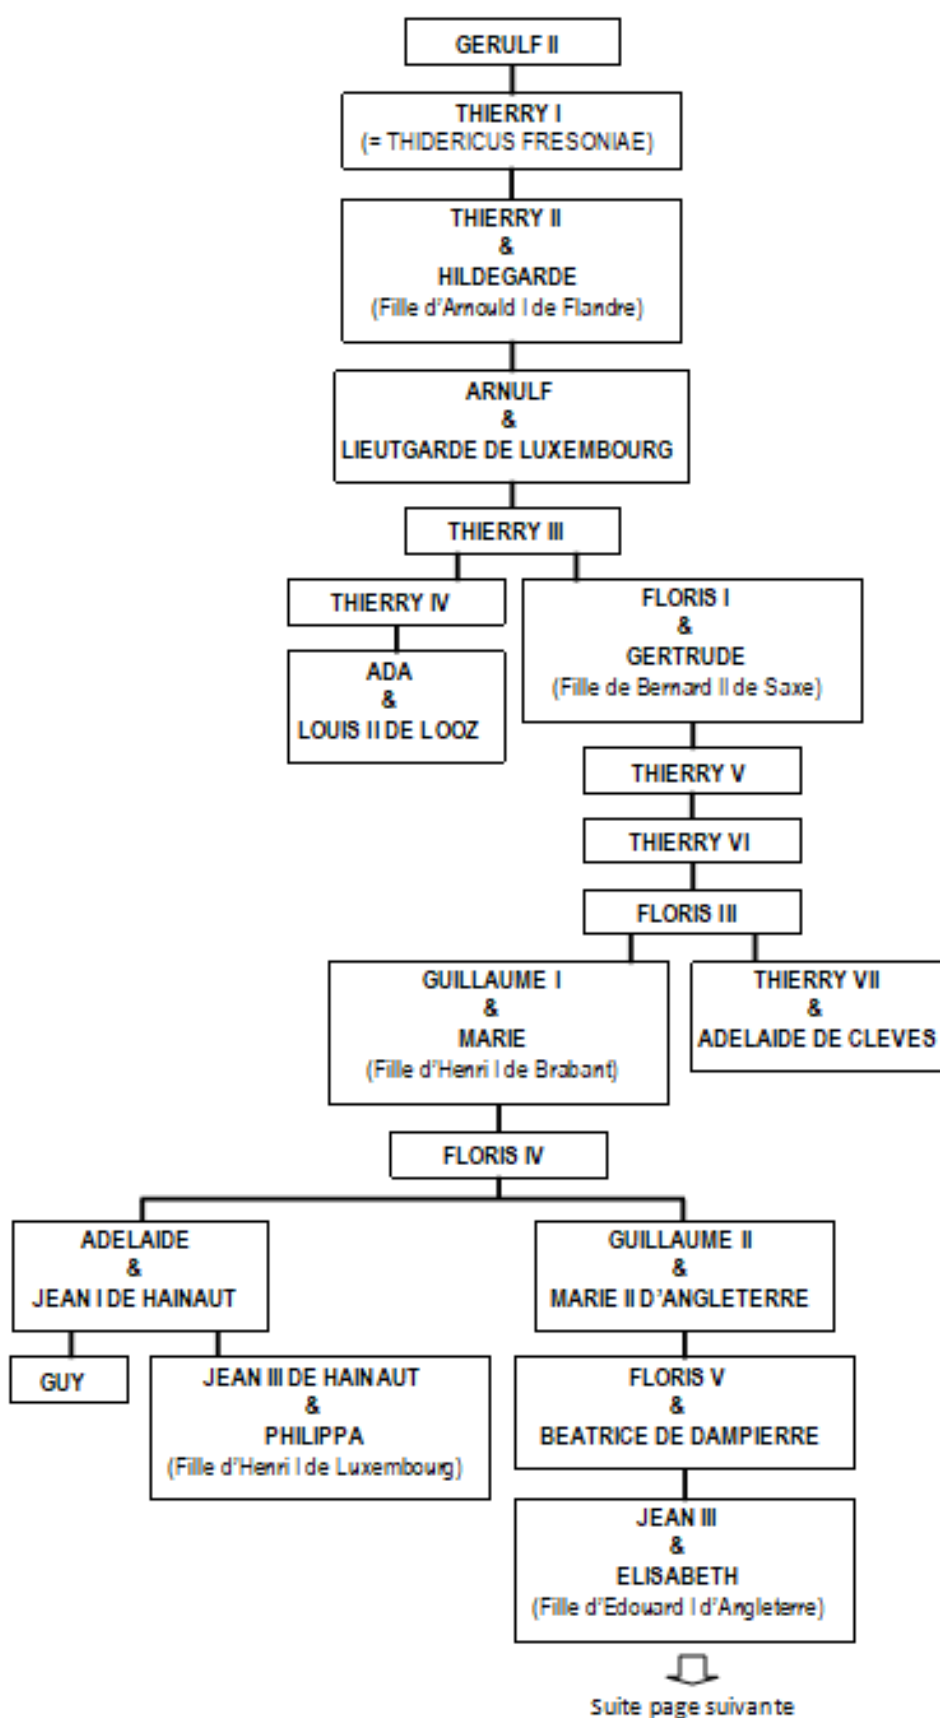 GERULF II
THIERRY I
(= THIDERICUS FRESONIAE)
THIERRY II
&
HILDEGARDE
(Fille d'Arnould I de Flandre)
ARNULF
&
LIEUTGARDE DE LUXEMBOURG
THIERRY III
THIERRY IV
FLORIS I
&
GERTRUDE
(Fille de Bernard II de Saxe)
ADA
&
LOUIS II DE LOOZ
THIERRY V
THIERRY VI
FLORIS III
GUILLAUME I
&
MARIE
(Fille d'Henri I de Brabant)
THIERRY VII
&
ADELAIDE DE CLEVES
FLORIS IV
ADELAIDE
&
JEAN I DE HAINAUT
GUILLAUME II
&
MARIE II D'ANGLETERRE
GUY
JEAN III DE HAINAUT
&
PHILIPPA
(Fille d'Henri I de Luxembourg)
FLORIS V
&
BEATRICE DE DAMPIERRE
JEAN III
&
ELISABETH
(Fille d'Edouard I d'Angleterre)
Suite page suivante